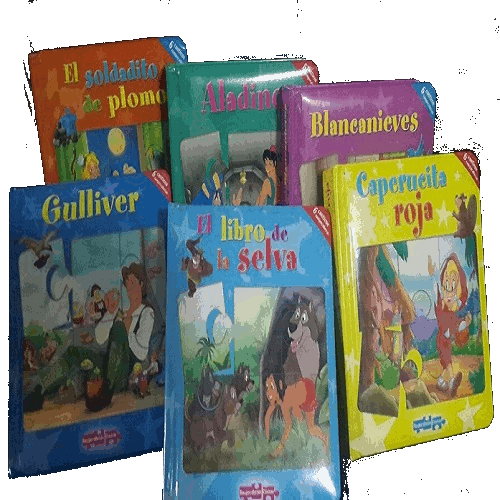 El soldadito
de plomo
Aladino
Blancanieves
Gulliver
El libro de
la selva
Caperucita
roja